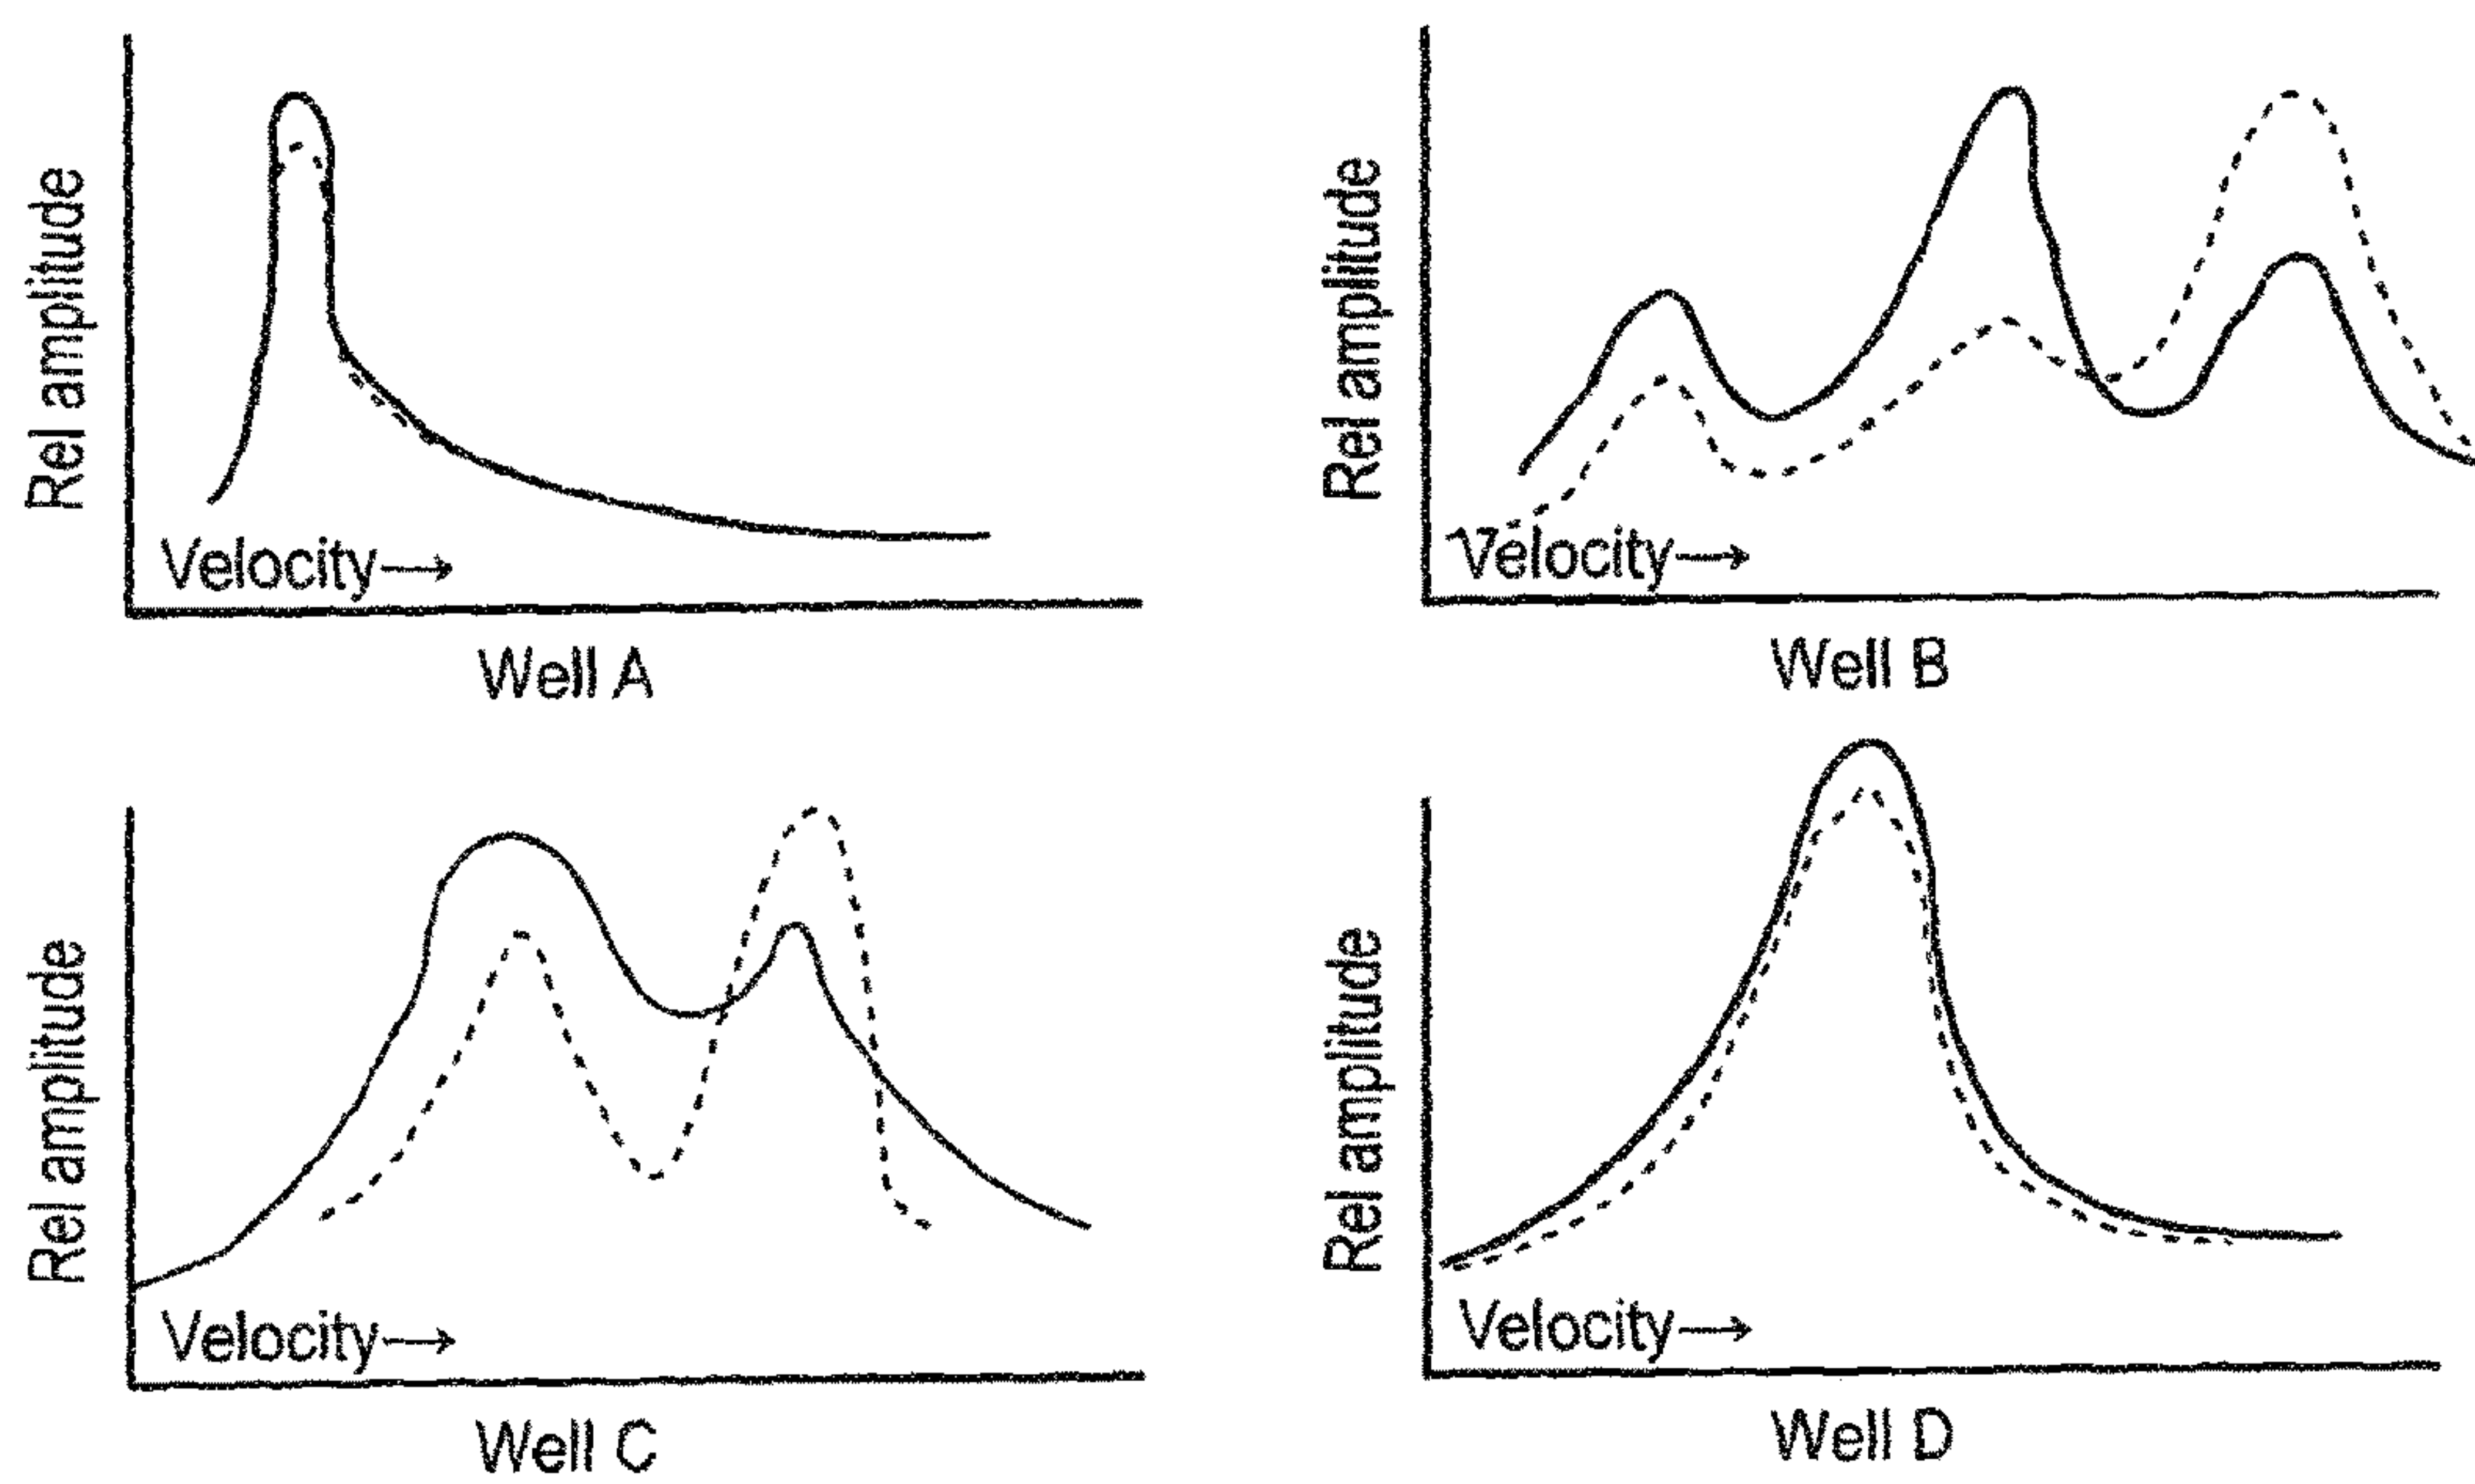 Rel amplitude
Velocity→
Well A
Rel amplitude
Velocity→
Well B
Rel amplitude
Velocity→
Well C
Rel amplitude
Velocity→
Well D